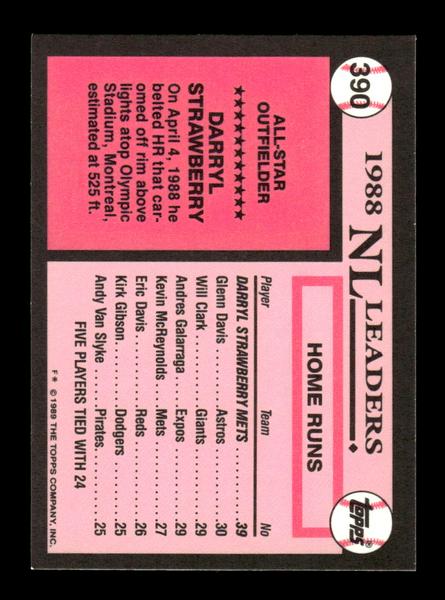 390
1988 NL LEADERS
TOPPS®
ALL-STAR
OUTFIELDER
★★★★★★★★★★
DARRYL
STRAWBERRY
On April 4, 1988 he
belted HR that car-
omed off rim above
lights atop Olympic
Stadium, Montreal,
estimated at 525 ft.
HOME RUNS
Player Team No
DARRYL STRAWBERRY METS . . 39
Glenn Davis . . . . . Astros . . . . . 30
Will Clark . . . . . Giants . . . . . 29
Andres Galarraga . . . Expos . . . . . 29
Kevin McReynolds . . . Mets . . . . . 27
Eric Davis . . . . . Reds . . . . . 26
Kirk Gibson . . . . . Dodgers . . . . . 25
Andy Van Slyke . . . . Pirates . . . . . 25
FIVE PLAYERS TIED WITH 24
F* © 1989 THE TOPPS COMPANY, INC.